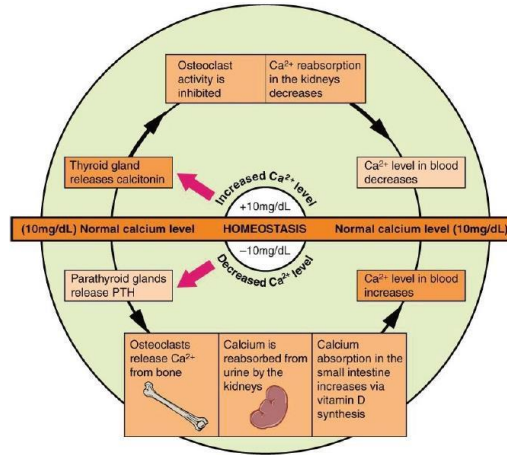 Osteoclast
activity is
inhibited
Ca²⁺ reabsorption
in the kidneys
decreases
Thyroid gland
releases calcitonin
Increased Ca²⁺ level
+10mg/dL
Ca²⁺ level in blood
decreases
(10mg/dL) Normal calcium level
HOMEOSTASIS
Normal calcium level (10mg/dL)
–10mg/dL
Decreased Ca²⁺ level
Parathyroid glands
release PTH
Ca²⁺ level in blood
increases
Osteoclasts
release Ca²⁺
from bone
Calcium is
reabsorbed from
urine by the
kidneys
Calcium
absorption in the
small intestine
increases via
vitamin D
synthesis